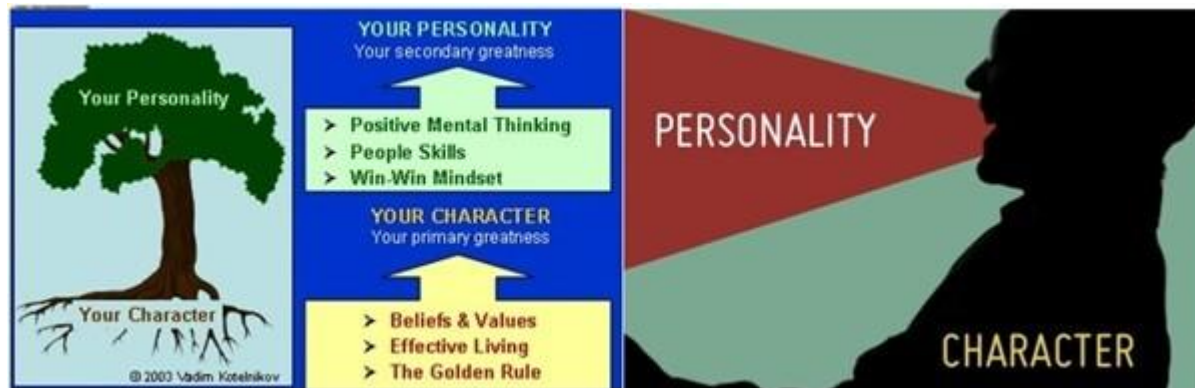 Your Personality
Your Character
© 2003 Vadim Kotelnikov
YOUR PERSONALITY
Your secondary greatness
➢ Positive Mental Thinking
➢ People Skills
➢ Win-Win Mindset
YOUR CHARACTER
Your primary greatness
➢ Beliefs & Values
➢ Effective Living
➢ The Golden Rule
PERSONALITY
CHARACTER